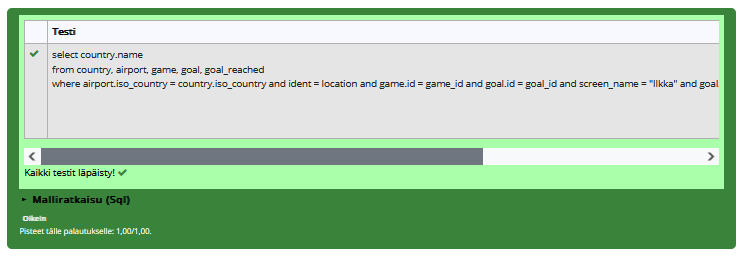 Testi
select country.name
from country, airport, game, goal, goal_reached
where airport.iso_country = country.iso_country and ident = location and game.id = game_id and goal.id = goal_id and screen_name = "Ilkka" and goal
Kaikki testit läpäisty!
Malliratkaisu (Sql)
Oikein
Pisteet tälle palautukselle: 1,00/1,00.